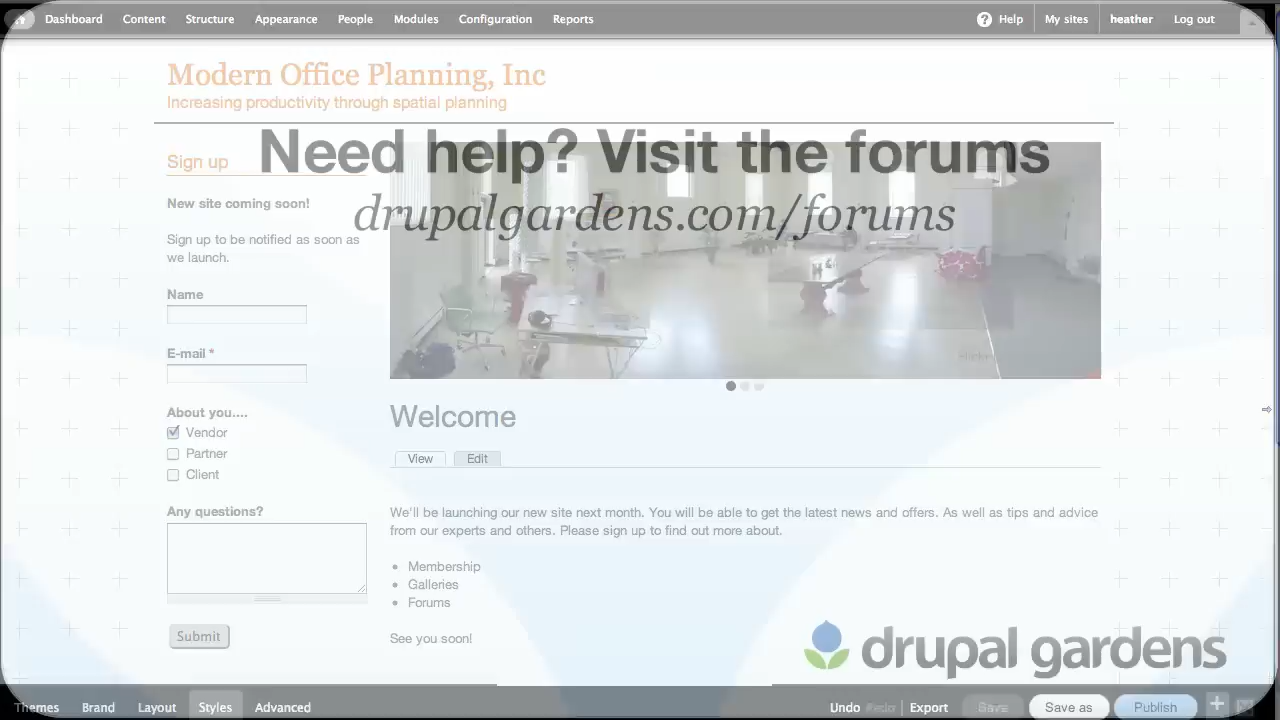 Dashboard Content Structure Appearance People Modules Configuration Reports ? Help My sites heather Log out
Modern Office Planning, Inc
Increasing productivity through spatial planning
Need help? Visit the forums
drupalgardens.com/forums
Sign up
New site coming soon!
Sign up to be notified as soon as
we launch.
Name
E-mail *
About you....
Vendor
Partner
Client
Any questions?
Submit
Welcome
View Edit
We'll be launching our new site next month. You will be able to get the latest news and offers. As well as tips and advice
from our experts and others. Please sign up to find out more about.
Membership
Galleries
Forums
See you soon!
drupal gardens
Themes Brand Layout Styles Advanced Undo Redo Export Save Save as Publish